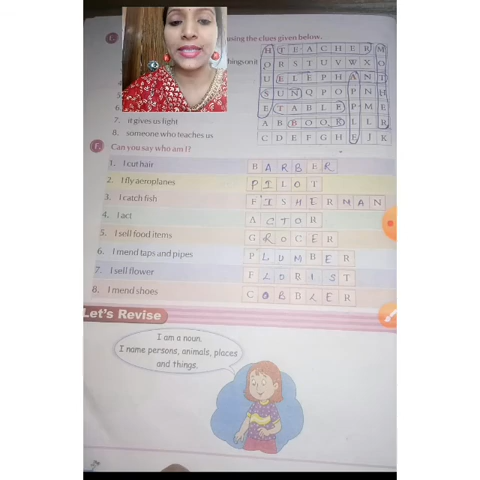 C. using the clues given below.
things on it
7. it gives us light
8. someone who teaches us
H T E A C H E R M
O R S T U V W X O
U E L E P H A N T
S U N Q P O P N H
E T A B L E P M E
A B B O O K L L R
C D E F G H E J K
F. Can you say who am I?
1. I cut hair BARBER
2. I fly aeroplanes PILOT
3. I catch fish FISHERMAN
4. I act ACTOR
5. I sell food items GROCER
6. I mend taps and pipes PLUMBER
7. I sell flower FLORIST
8. I mend shoes COBBLER
Let's Revise
I am a noun.
I name persons, animals, places
and things.